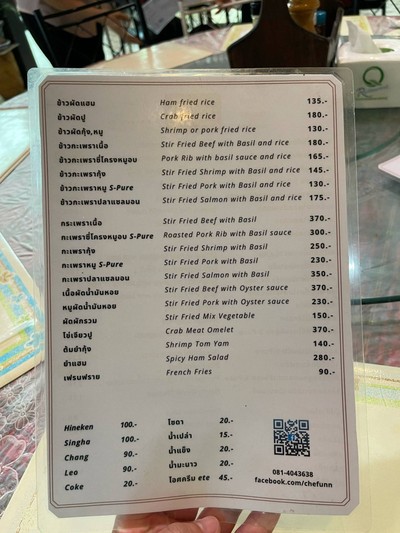 ข้าวผัดแฮม Ham fried rice 135.-
ข้าวผัดปู Crab fried rice 180.-
ข้าวผัดกุ้ง,หมู Shrimp or pork fried rice 130.-
ข้าวกะเพราเนื้อ Stir Fried Beef with Basil and rice 180.-
ข้าวกะเพราซี่โครงหมูอบ Pork Rib with basil sauce and rice 165.-
ข้าวกะเพรากุ้ง Stir Fried Shrimp with Basil and rice 145.-
ข้าวกะเพราหมู S-Pure Stir Fried Pork with Basil and rice 130.-
ข้าวกะเพราปลาแซลมอน Stir Fried Salmon with Basil and rice 175.-
กระเพราเนื้อ Stir Fried Beef with Basil 370.-
กะเพราซี่โครงหมูอบ S-Pure Roasted Pork Rib with Basil sauce 300.-
กะเพรากุ้ง Stir Fried Shrimp with Basil 250.-
กะเพราหมู S-Pure Stir Fried Pork with Basil 230.-
กะเพราปลาแซลมอน Stir Fried Salmon with Basil 350.-
เนื้อผัดน้ำมันหอย Stir Fried Beef with Oyster sauce 370.-
หมูผัดน้ำมันหอย Stir Fried Pork with Oyster sauce 230.-
ผัดผักรวม Stir Fried Mix Vegetable 150.-
ไข่เจียวปู Crab Meat Omelet 370.-
ต้มยำกุ้ง Shrimp Tom Yam 140.-
ยำแฮม Spicy Ham Salad 280.-
เฟรนฟราย French Fries 90.-
Hineken 100.- โซดา 20.-
Singha 100.- น้ำเปล่า 15.-
Chang 90.- น้ำแข็ง 20.-
Leo 90.- น้ำมะนาว 20.-
Coke 20.- ไอศครีม ete 45.-
081-4043638
facebook.com/chefunn